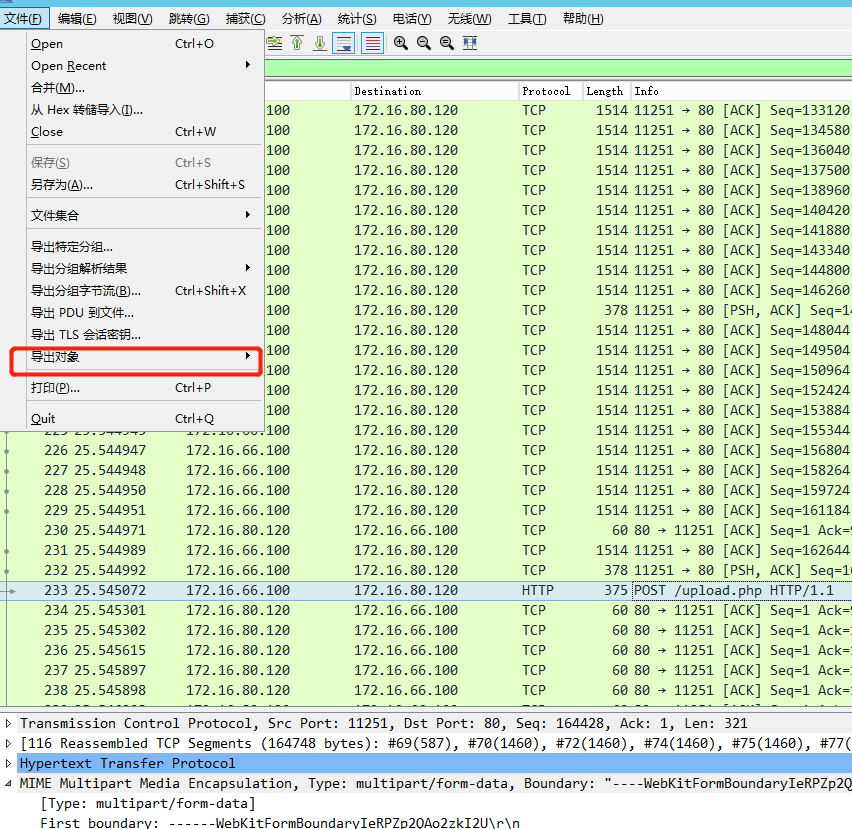 文件(F) 编辑(E) 视图(V) 跳转(G) 捕获(C) 分析(A) 统计(S) 电话(Y) 无线(W) 工具(T) 帮助(H)
Open Ctrl+O
Open Recent
合并(M)...
从 Hex 转储导入(I)...
Close Ctrl+W
保存(S) Ctrl+S
另存为(A)... Ctrl+Shift+S
文件集合
导出特定分组...
导出分组解析结果
导出分组字节流(B)... Ctrl+Shift+X
导出 PDU 到文件...
导出 TLS 会话密钥...
导出对象
打印(P)... Ctrl+P
Quit Ctrl+Q
Destination Protocol Length Info
100 172.16.80.120 TCP 1514 11251 → 80 [ACK] Seq=133120
100 172.16.80.120 TCP 1514 11251 → 80 [ACK] Seq=134580
100 172.16.80.120 TCP 1514 11251 → 80 [ACK] Seq=136040
100 172.16.80.120 TCP 1514 11251 → 80 [ACK] Seq=137500
100 172.16.80.120 TCP 1514 11251 → 80 [ACK] Seq=138960
100 172.16.80.120 TCP 1514 11251 → 80 [ACK] Seq=140420
100 172.16.80.120 TCP 1514 11251 → 80 [ACK] Seq=141880
100 172.16.80.120 TCP 1514 11251 → 80 [ACK] Seq=143340
100 172.16.80.120 TCP 1514 11251 → 80 [ACK] Seq=144800
100 172.16.80.120 TCP 1514 11251 → 80 [ACK] Seq=146260
100 172.16.80.120 TCP 378 11251 → 80 [PSH, ACK] Seq=14
100 172.16.80.120 TCP 1514 11251 → 80 [ACK] Seq=148044
100 172.16.80.120 TCP 1514 11251 → 80 [ACK] Seq=149504
100 172.16.80.120 TCP 1514 11251 → 80 [ACK] Seq=150964
100 172.16.80.120 TCP 1514 11251 → 80 [ACK] Seq=152424
100 172.16.80.120 TCP 1514 11251 → 80 [ACK] Seq=153884
225 25.544945 172.16.66.100 172.16.80.120 TCP 1514 11251 → 80 [ACK] Seq=155344
226 25.544947 172.16.66.100 172.16.80.120 TCP 1514 11251 → 80 [ACK] Seq=156804
227 25.544948 172.16.66.100 172.16.80.120 TCP 1514 11251 → 80 [ACK] Seq=158264
228 25.544950 172.16.66.100 172.16.80.120 TCP 1514 11251 → 80 [ACK] Seq=159724
229 25.544951 172.16.66.100 172.16.80.120 TCP 1514 11251 → 80 [ACK] Seq=161184
230 25.544971 172.16.80.120 172.16.66.100 TCP 60 80 → 11251 [ACK] Seq=1 Ack=9
231 25.544989 172.16.66.100 172.16.80.120 TCP 1514 11251 → 80 [ACK] Seq=162644
232 25.544992 172.16.66.100 172.16.80.120 TCP 378 11251 → 80 [PSH, ACK] Seq=16
233 25.545072 172.16.66.100 172.16.80.120 HTTP 375 POST /upload.php HTTP/1.1
234 25.545301 172.16.80.120 172.16.66.100 TCP 60 80 → 11251 [ACK] Seq=1 Ack=9
235 25.545302 172.16.80.120 172.16.66.100 TCP 60 80 → 11251 [ACK] Seq=1 Ack=1
236 25.545615 172.16.80.120 172.16.66.100 TCP 60 80 → 11251 [ACK] Seq=1 Ack=1
237 25.545897 172.16.80.120 172.16.66.100 TCP 60 80 → 11251 [ACK] Seq=1 Ack=1
238 25.545898 172.16.80.120 172.16.66.100 TCP 60 80 → 11251 [ACK] Seq=1 Ack=1
Transmission Control Protocol, Src Port: 11251, Dst Port: 80, Seq: 164428, Ack: 1, Len: 321
[116 Reassembled TCP Segments (164748 bytes): #69(587), #70(1460), #72(1460), #74(1460), #75(1460), #77(
Hypertext Transfer Protocol
MIME Multipart Media Encapsulation, Type: multipart/form-data, Boundary: "----WebKitFormBoundaryIeRPZp2Q
[Type: multipart/form-data]
First boundary: ------WebKitFormBoundaryIeRPZp2QAo2zkI2U\r\n